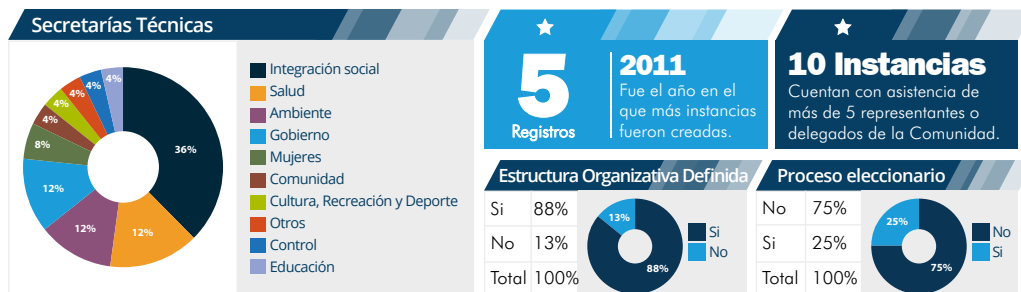 Secretarías Técnicas
36%
12%
12%
12%
8%
4%
4%
4%
4%
4%
Integración social
Salud
Ambiente
Gobierno
Mujeres
Comunidad
Cultura, Recreación y Deporte
Otros
Control
Educación
5
Registros
2011
Fue el año en el
que más instancias
fueron creadas.
10 Instancias
Cuentan con asistencia de
más de 5 representantes o
delegados de la Comunidad.
Estructura Organizativa Definida
Si 88%
No 13%
Total 100%
13%
88%
Si
No
Proceso eleccionario
No 75%
Si 25%
Total 100%
25%
75%
No
Si